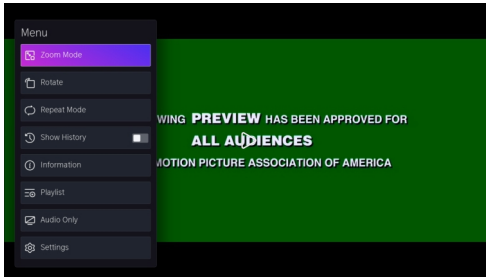 Menu
Zoom Mode
Rotate
Repeat Mode
Show History
Information
Playlist
Audio Only
Settings
WING PREVIEW HAS BEEN APPROVED FOR
ALL AUDIENCES
MOTION PICTURE ASSOCIATION OF AMERICA